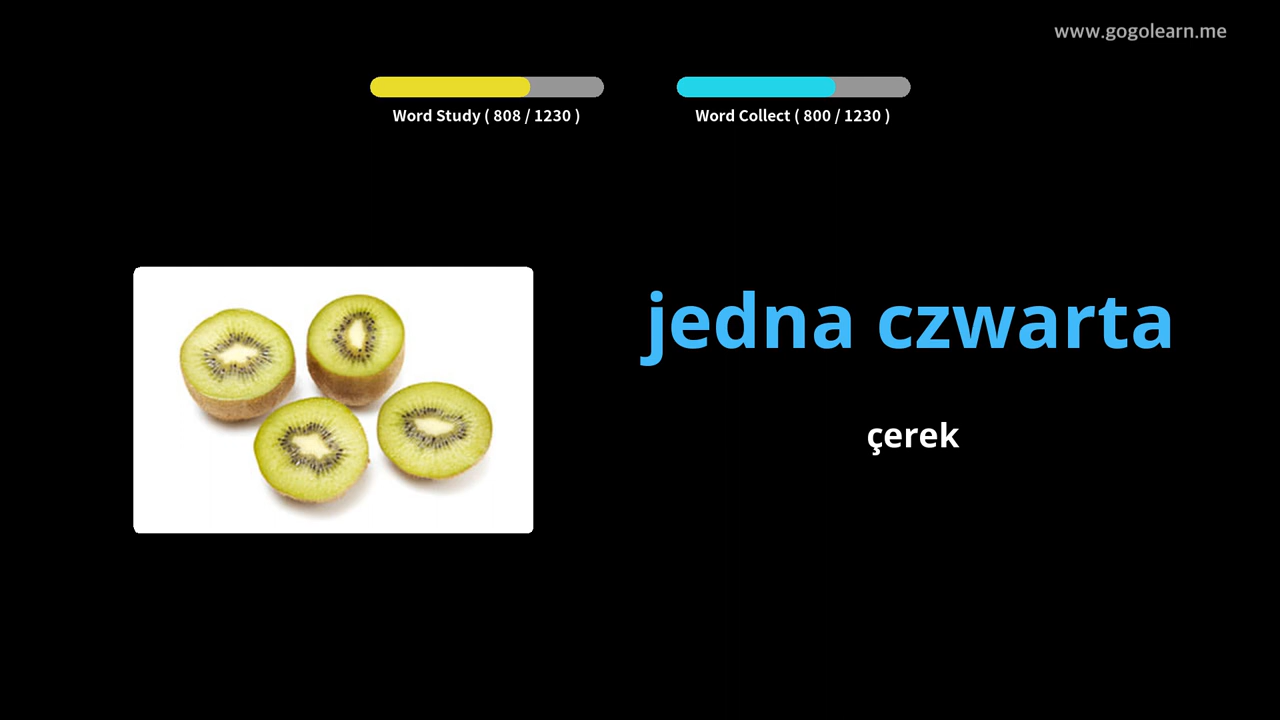 www.gogolearn.me
Word Study ( 808 / 1230 )
Word Collect ( 800 / 1230 )
jedna czwarta
çerek